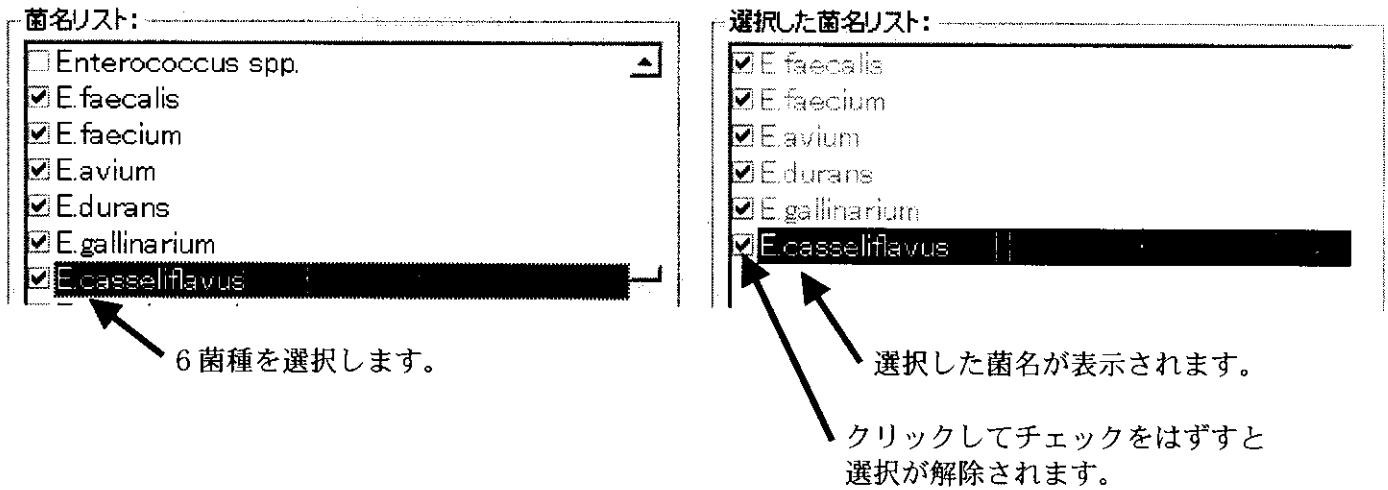 菌名リスト:
Enterococcus spp.
E.faecalis
E.faecium
E.avium
E.durans
E.gallinarium
E.casseliflavus
6菌種を選択します。
選択した菌名リスト:
E.faecalis
E.faecium
E.avium
E.durans
E.gallinarium
E.casseliflavus
選択した菌名が表示されます。
クリックしてチェックをはずすと
選択が解除されます。